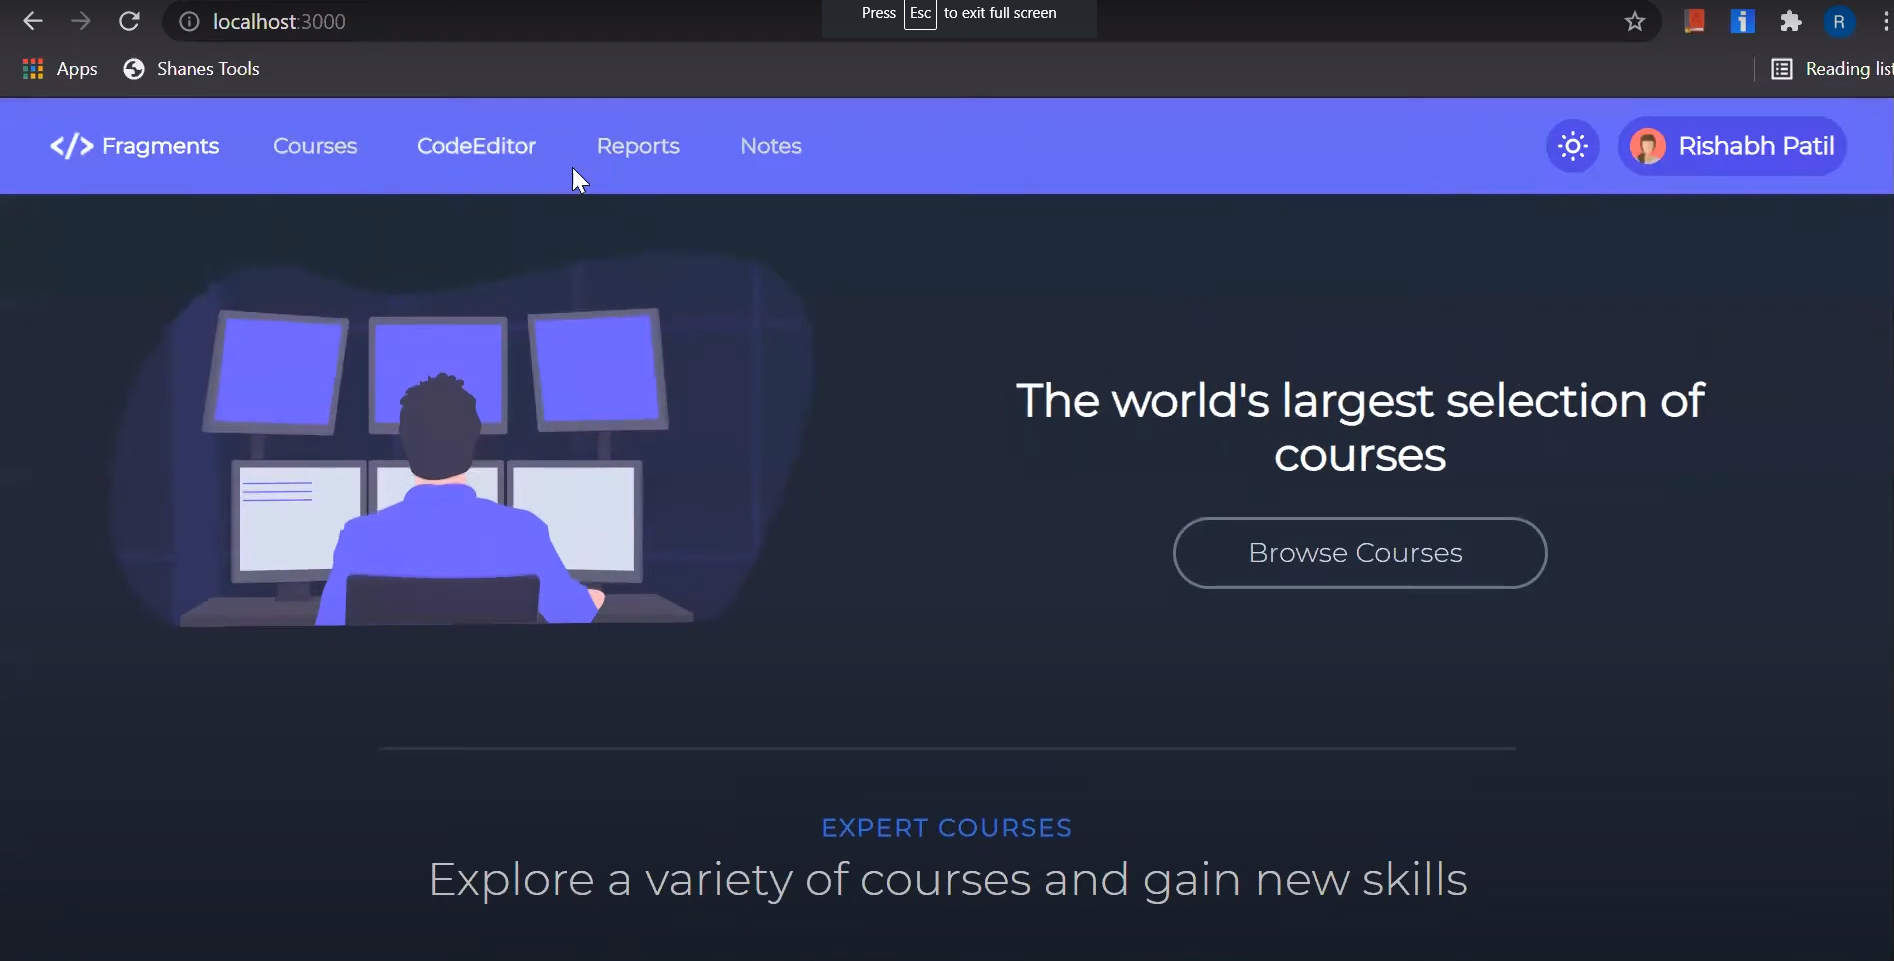 localhost:3000
Press Esc to exit full screen
R
Apps
Shanes Tools
Reading list
</> Fragments
Courses
CodeEditor
Reports
Notes
Rishabh Patil
The world's largest selection of
courses
Browse Courses
EXPERT COURSES
Explore a variety of courses and gain new skills